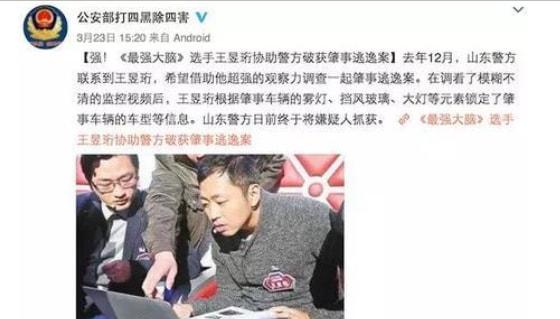 公安部打四黑除四害
3月23日 15:20 来自 Android
【强！《最强大脑》选手王昱珩协助警方破获肇事逃逸案】去年12月，山东警方
联系到王昱珩，希望借助他超强的观察力调查一起肇事逃逸案。在调看了模糊不
清的监控视频后，王昱珩根据肇事车辆的雾灯、挡风玻璃、大灯等元素锁定了肇
事车辆的车型等信息。山东警方日前终于将嫌疑人抓获。 《最强大脑》选手
王昱珩协助警方破获肇事逃逸案